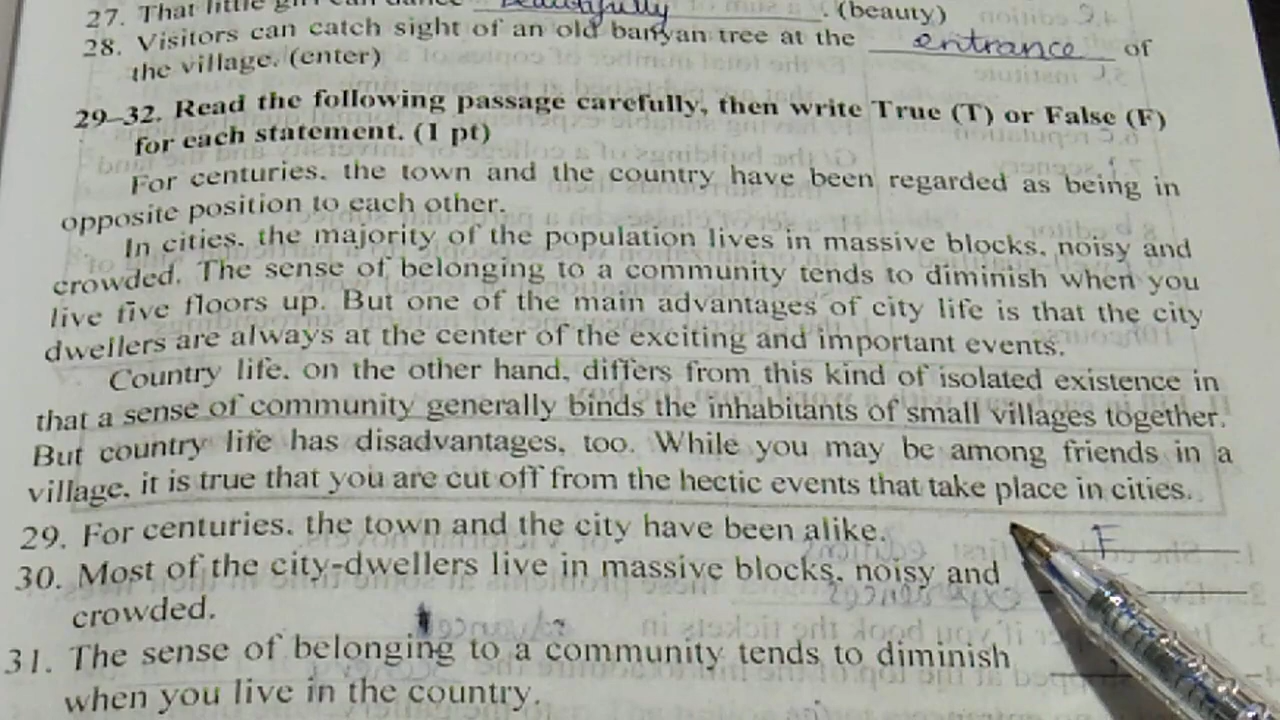 27. That little girl can dance beautifully. (beauty)
28. Visitors can catch sight of an old banyan tree at the entrance of
the village. (enter)
29–32. Read the following passage carefully, then write True (T) or False (F)
for each statement. (1 pt)
For centuries, the town and the country have been regarded as being in
opposite position to each other.
In cities, the majority of the population lives in massive blocks, noisy and
crowded. The sense of belonging to a community tends to diminish when you
live five floors up. But one of the main advantages of city life is that the city
dwellers are always at the center of the exciting and important events.
Country life, on the other hand, differs from this kind of isolated existence in
that a sense of community generally binds the inhabitants of small villages together.
But country life has disadvantages, too. While you may be among friends in a
village, it is true that you are cut off from the hectic events that take place in cities.
29. For centuries, the town and the city have been alike. F
30. Most of the city-dwellers live in massive blocks, noisy and
crowded.
31. The sense of belonging to a community tends to diminish
when you live in the country.